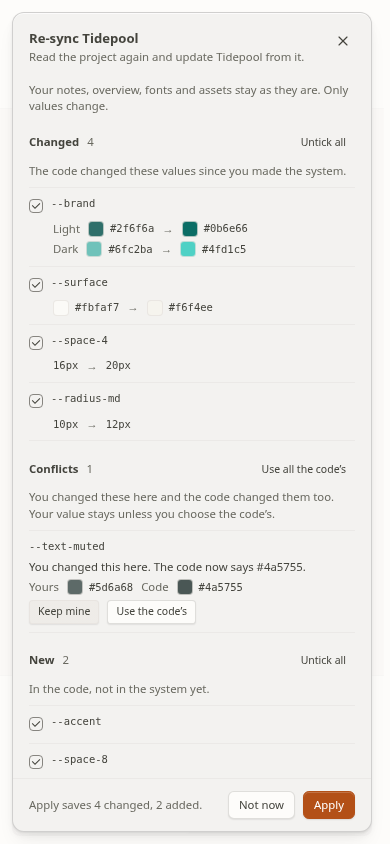 Re-sync Tidepool
Read the project again and update Tidepool from it.
Your notes, overview, fonts and assets stay as they are. Only
values change.
Changed 4 Untick all
The code changed these values since you made the system.
--brand
Light #2f6f6a → #0b6e66
Dark #6fc2ba → #4fd1c5
--surface
#fbfaf7 → #f6f4ee
--space-4
16px → 20px
--radius-md
10px → 12px
Conflicts 1 Use all the code’s
You changed these here and the code changed them too.
Your value stays unless you choose the code’s.
--text-muted
You changed this here. The code now says #4a5755.
Yours #5d6a68 Code #4a5755
Keep mine Use the code’s
New 2 Untick all
In the code, not in the system yet.
--accent
--space-8
Apply saves 4 changed, 2 added. Not now Apply